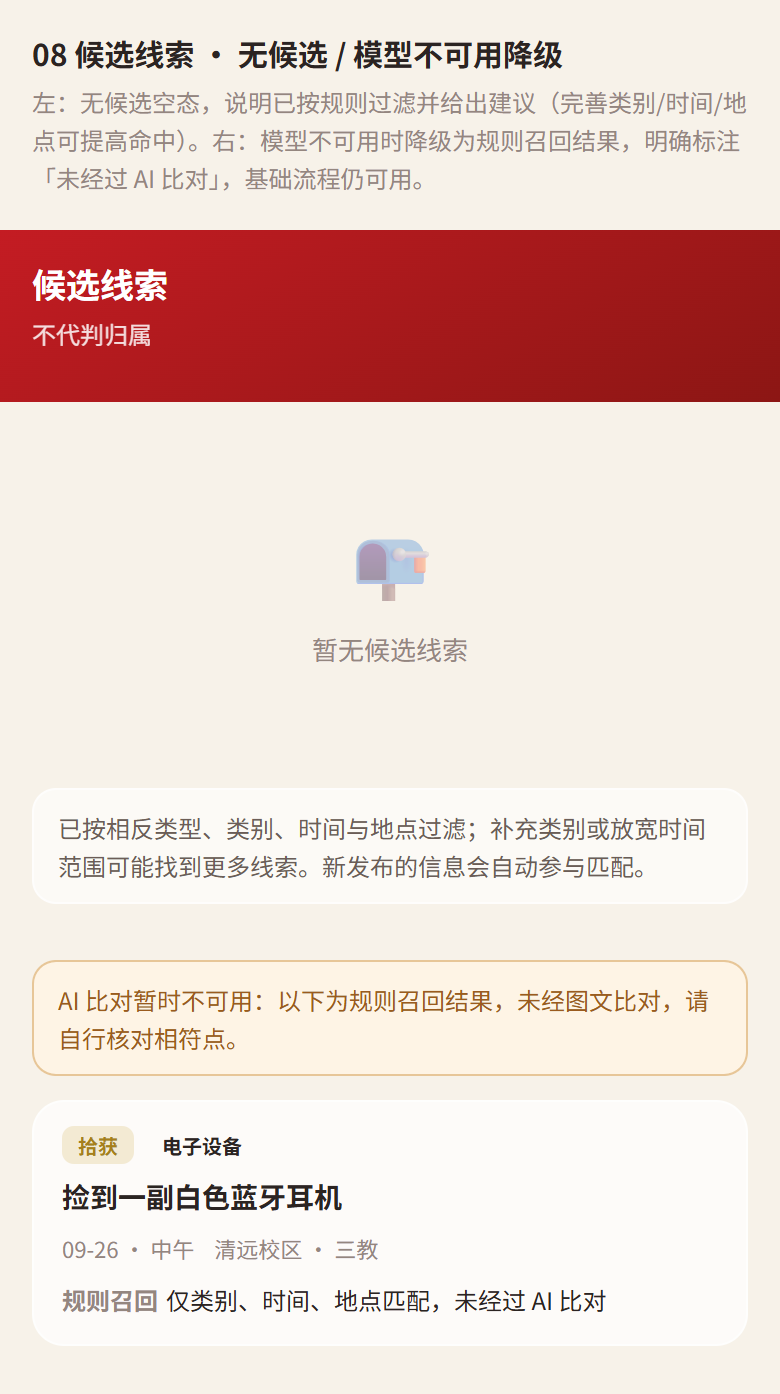 08 候选线索 · 无候选 / 模型不可用降级
左：无候选空态，说明已按规则过滤并给出建议（完善类别/时间/地
点可提高命中）。右：模型不可用时降级为规则召回结果，明确标注
「未经过 AI 比对」，基础流程仍可用。
候选线索
不代判归属
暂无候选线索
已按相反类型、类别、时间与地点过滤；补充类别或放宽时间
范围可能找到更多线索。新发布的信息会自动参与匹配。
AI 比对暂时不可用：以下为规则召回结果，未经图文比对，请
自行核对相符点。
拾获 电子设备
捡到一副白色蓝牙耳机
09-26 · 中午 清远校区 · 三教
规则召回 仅类别、时间、地点匹配，未经过 AI 比对